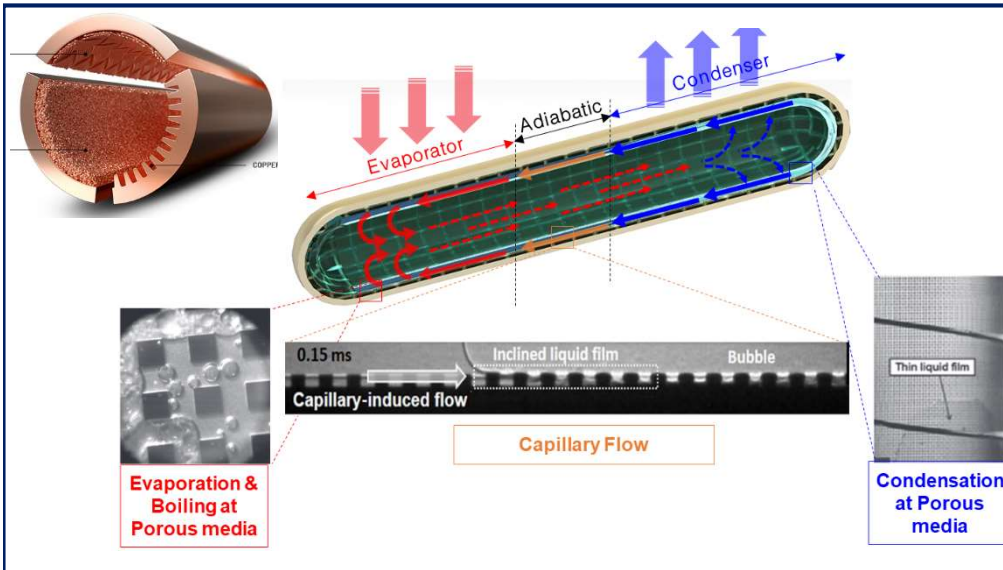 COPPER
Evaporator
Adiabatic
Condenser
0.15 ms
Inclined liquid film
Bubble
Capillary-induced flow
Thin liquid film
Capillary Flow
Evaporation &
Boiling at
Porous media
Condensation
at Porous
media